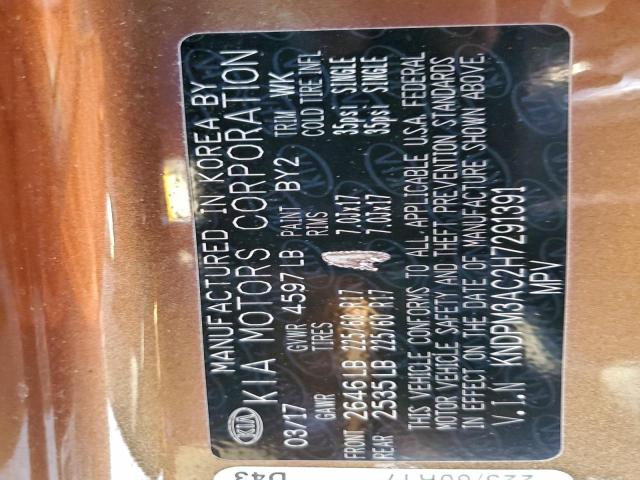 MANUFACTURED IN KOREA BY
KIA KIA MOTORS CORPORATION
03/17 GVWR 4597 LB PAINT BY2 TRIM WK
GAWR TIRES RIMS COLD TIRE INFL
FRONT 2646 LB 225/60 R17 7.0Jx17 35psi SINGLE
REAR 2535 LB 225/60 R17 7.0Jx17 35psi SINGLE
THIS VEHICLE CONFORMS TO ALL APPLICABLE U.S.A. FEDERAL
MOTOR VEHICLE SAFETY AND THEFT PREVENTION STANDARDS
IN EFFECT ON THE DATE OF MANUFACTURE SHOWN ABOVE.
V.I.N KNDPM3AC2H7291391
MPV
D43
225/60R17